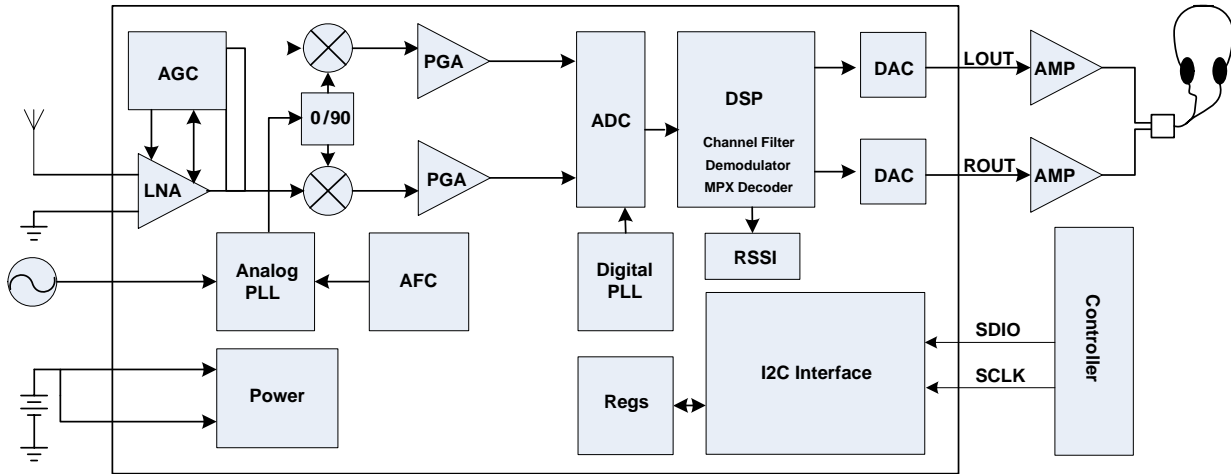 AGC
PGA
0/90
ADC
DSP
Channel Filter
Demodulator
MPX Decoder
DAC
LOUT
AMP
LNA
PGA
DAC
ROUT
AMP
Analog
PLL
AFC
Digital
PLL
RSSI
Power
Regs
I2C Interface
SDIO
SCLK
Controller